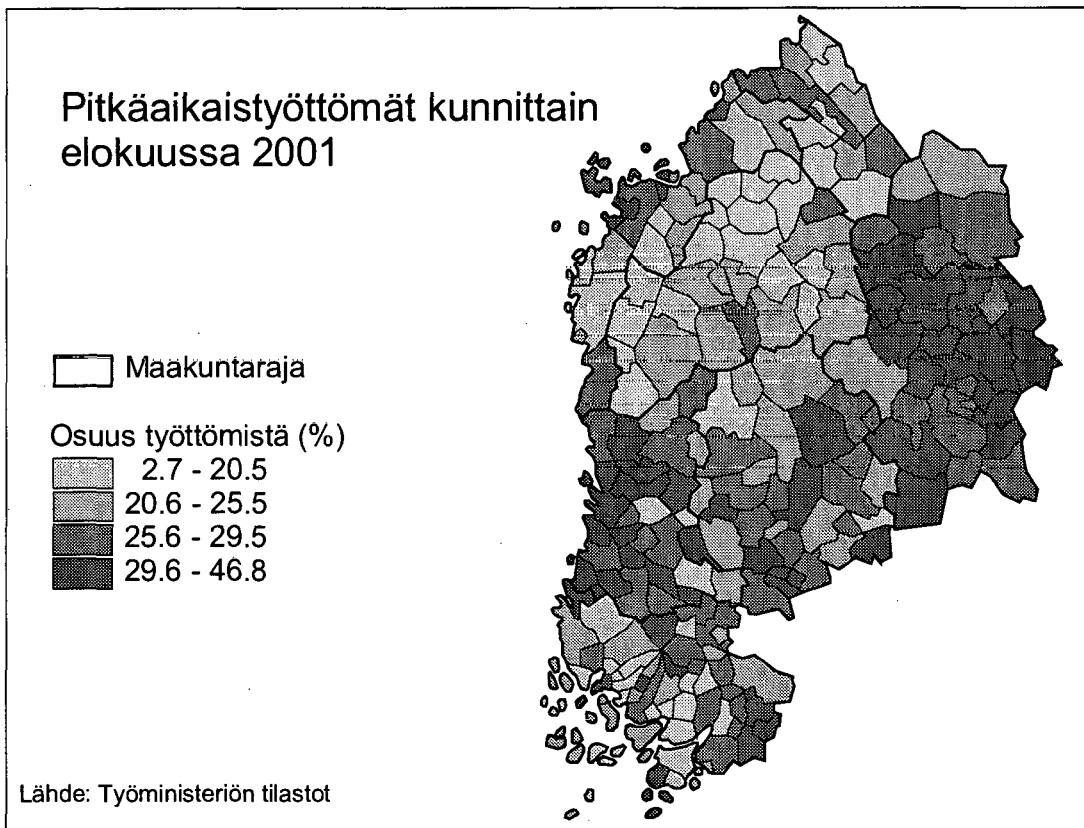 Pitkäaikaistyöttömät kunnittain
elokuussa 2001
Maakuntaraja
Osuus työttömistä (%)
2.7 - 20.5
20.6 - 25.5
25.6 - 29.5
29.6 - 46.8
Lähde: Työministeriön tilastot